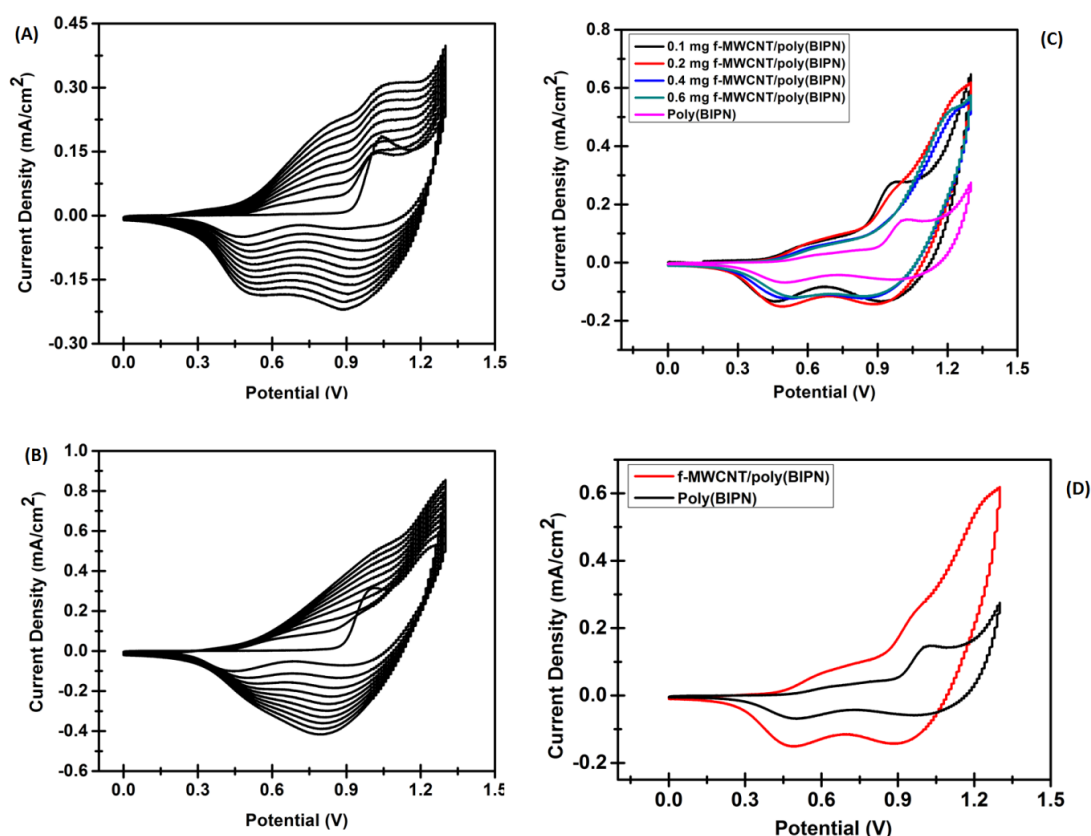 (A)
Current Density (mA/cm2)
0.45
0.30
0.15
0.00
-0.15
-0.30
0.0 0.3 0.6 0.9 1.2 1.5
Potential (V)
(C)
Current Density (mA/cm2)
0.8
0.6
0.4
0.2
0.0
-0.2
0.1 mg f-MWCNT/poly(BIPN)
0.2 mg f-MWCNT/poly(BIPN)
0.4 mg f-MWCNT/poly(BIPN)
0.6 mg f-MWCNT/poly(BIPN)
Poly(BIPN)
0.0 0.3 0.6 0.9 1.2 1.5
Potential (V)
(B)
Current Density (mA/cm2)
1.0
0.8
0.6
0.4
0.2
0.0
-0.2
-0.4
-0.6
0.0 0.3 0.6 0.9 1.2 1.5
Potential (V)
(D)
Current Density (mA/cm2)
0.6
0.4
0.2
0.0
-0.2
f-MWCNT/poly(BIPN)
Poly(BIPN)
0.0 0.3 0.6 0.9 1.2 1.5
Potential (V)